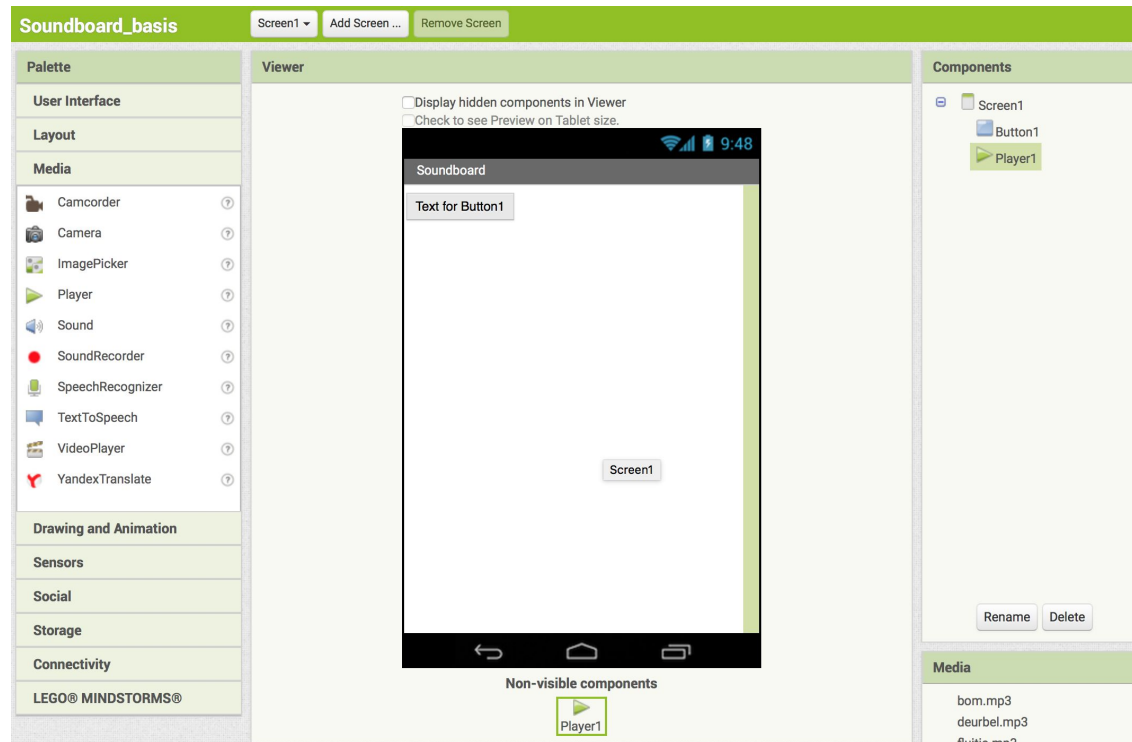 Soundboard_basis
Screen1
Add Screen ...
Remove Screen
Palette
User Interface
Layout
Media
Camcorder
Camera
ImagePicker
Player
Sound
SoundRecorder
SpeechRecognizer
TextToSpeech
VideoPlayer
YandexTranslate
Drawing and Animation
Sensors
Social
Storage
Connectivity
LEGO® MINDSTORMS®
Viewer
Display hidden components in Viewer
Check to see Preview on Tablet size.
9:48
Soundboard
Text for Button1
Screen1
Non-visible components
Player1
Components
Screen1
Button1
Player1
Rename
Delete
Media
bom.mp3
deurbel.mp3